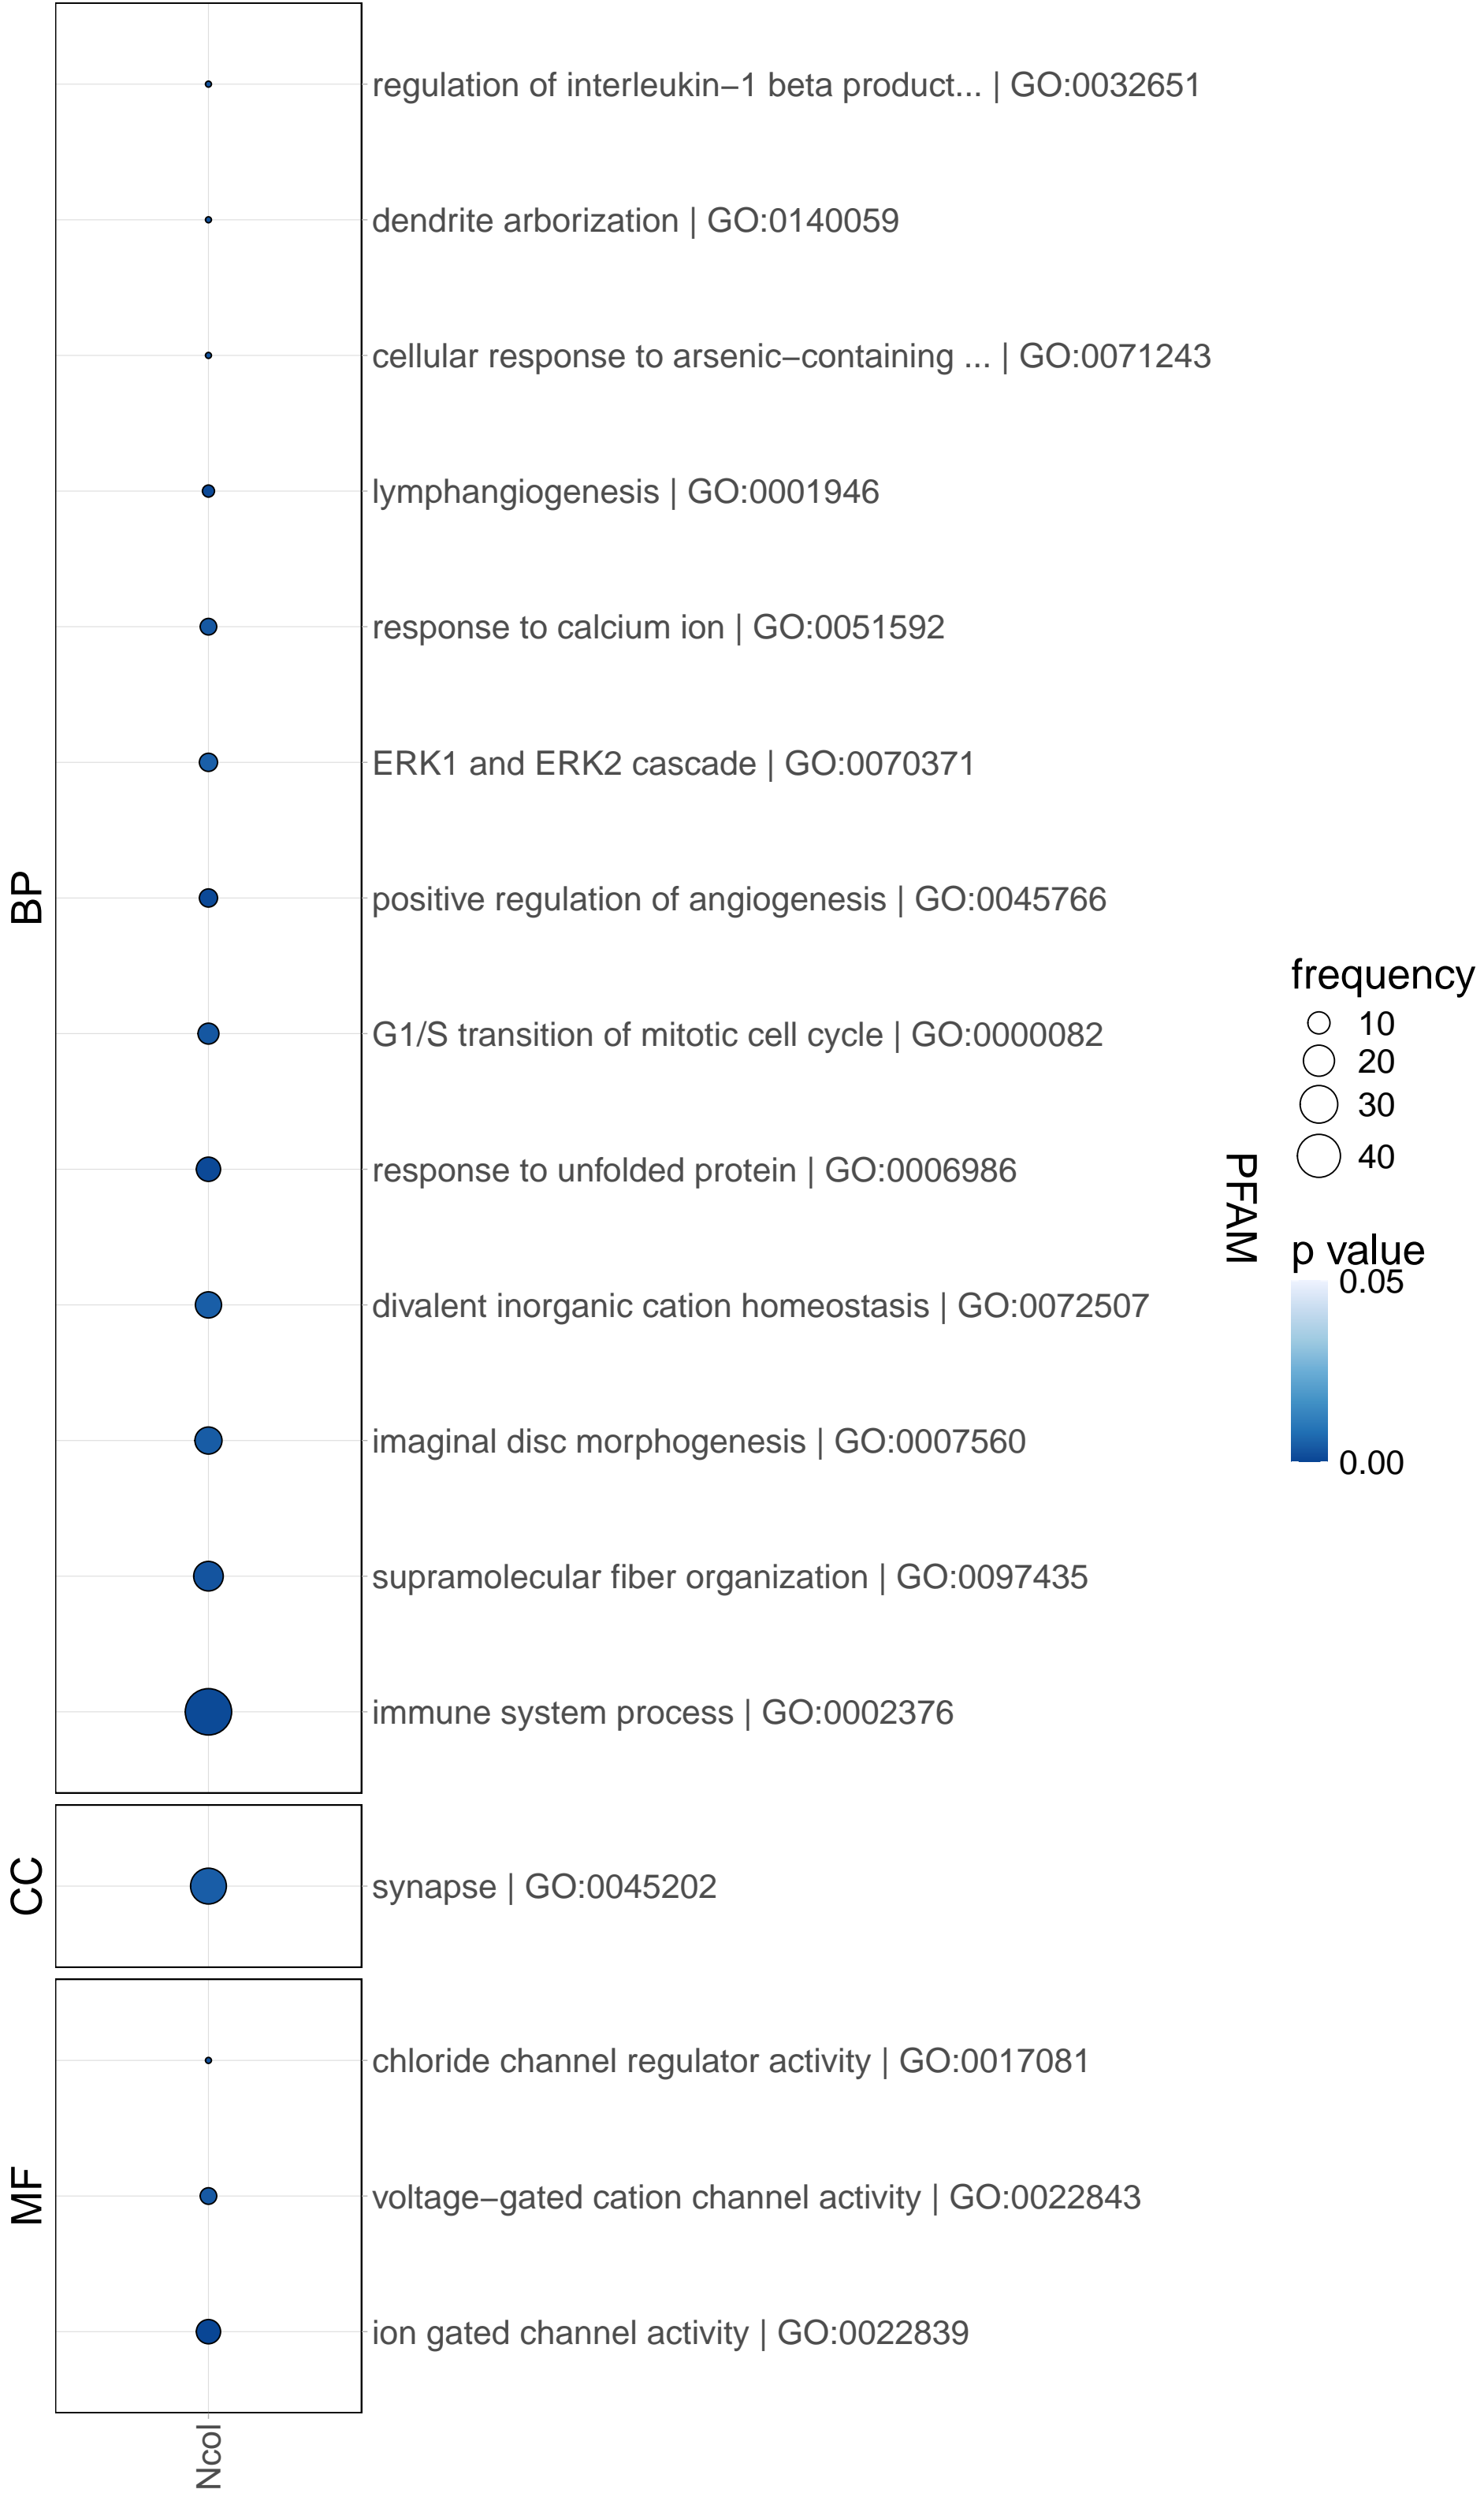 BP
regulation of interleukin−1 beta product... | GO:0032651
dendrite arborization | GO:0140059
cellular response to arsenic−containing ... | GO:0071243
lymphangiogenesis | GO:0001946
response to calcium ion | GO:0051592
ERK1 and ERK2 cascade | GO:0070371
positive regulation of angiogenesis | GO:0045766
G1/S transition of mitotic cell cycle | GO:0000082
response to unfolded protein | GO:0006986
divalent inorganic cation homeostasis | GO:0072507
imaginal disc morphogenesis | GO:0007560
supramolecular fiber organization | GO:0097435
immune system process | GO:0002376
CC
synapse | GO:0045202
MF
chloride channel regulator activity | GO:0017081
voltage−gated cation channel activity | GO:0022843
ion gated channel activity | GO:0022839
Ncol
PFAM
frequency
10
20
30
40
p value
0.05
0.00